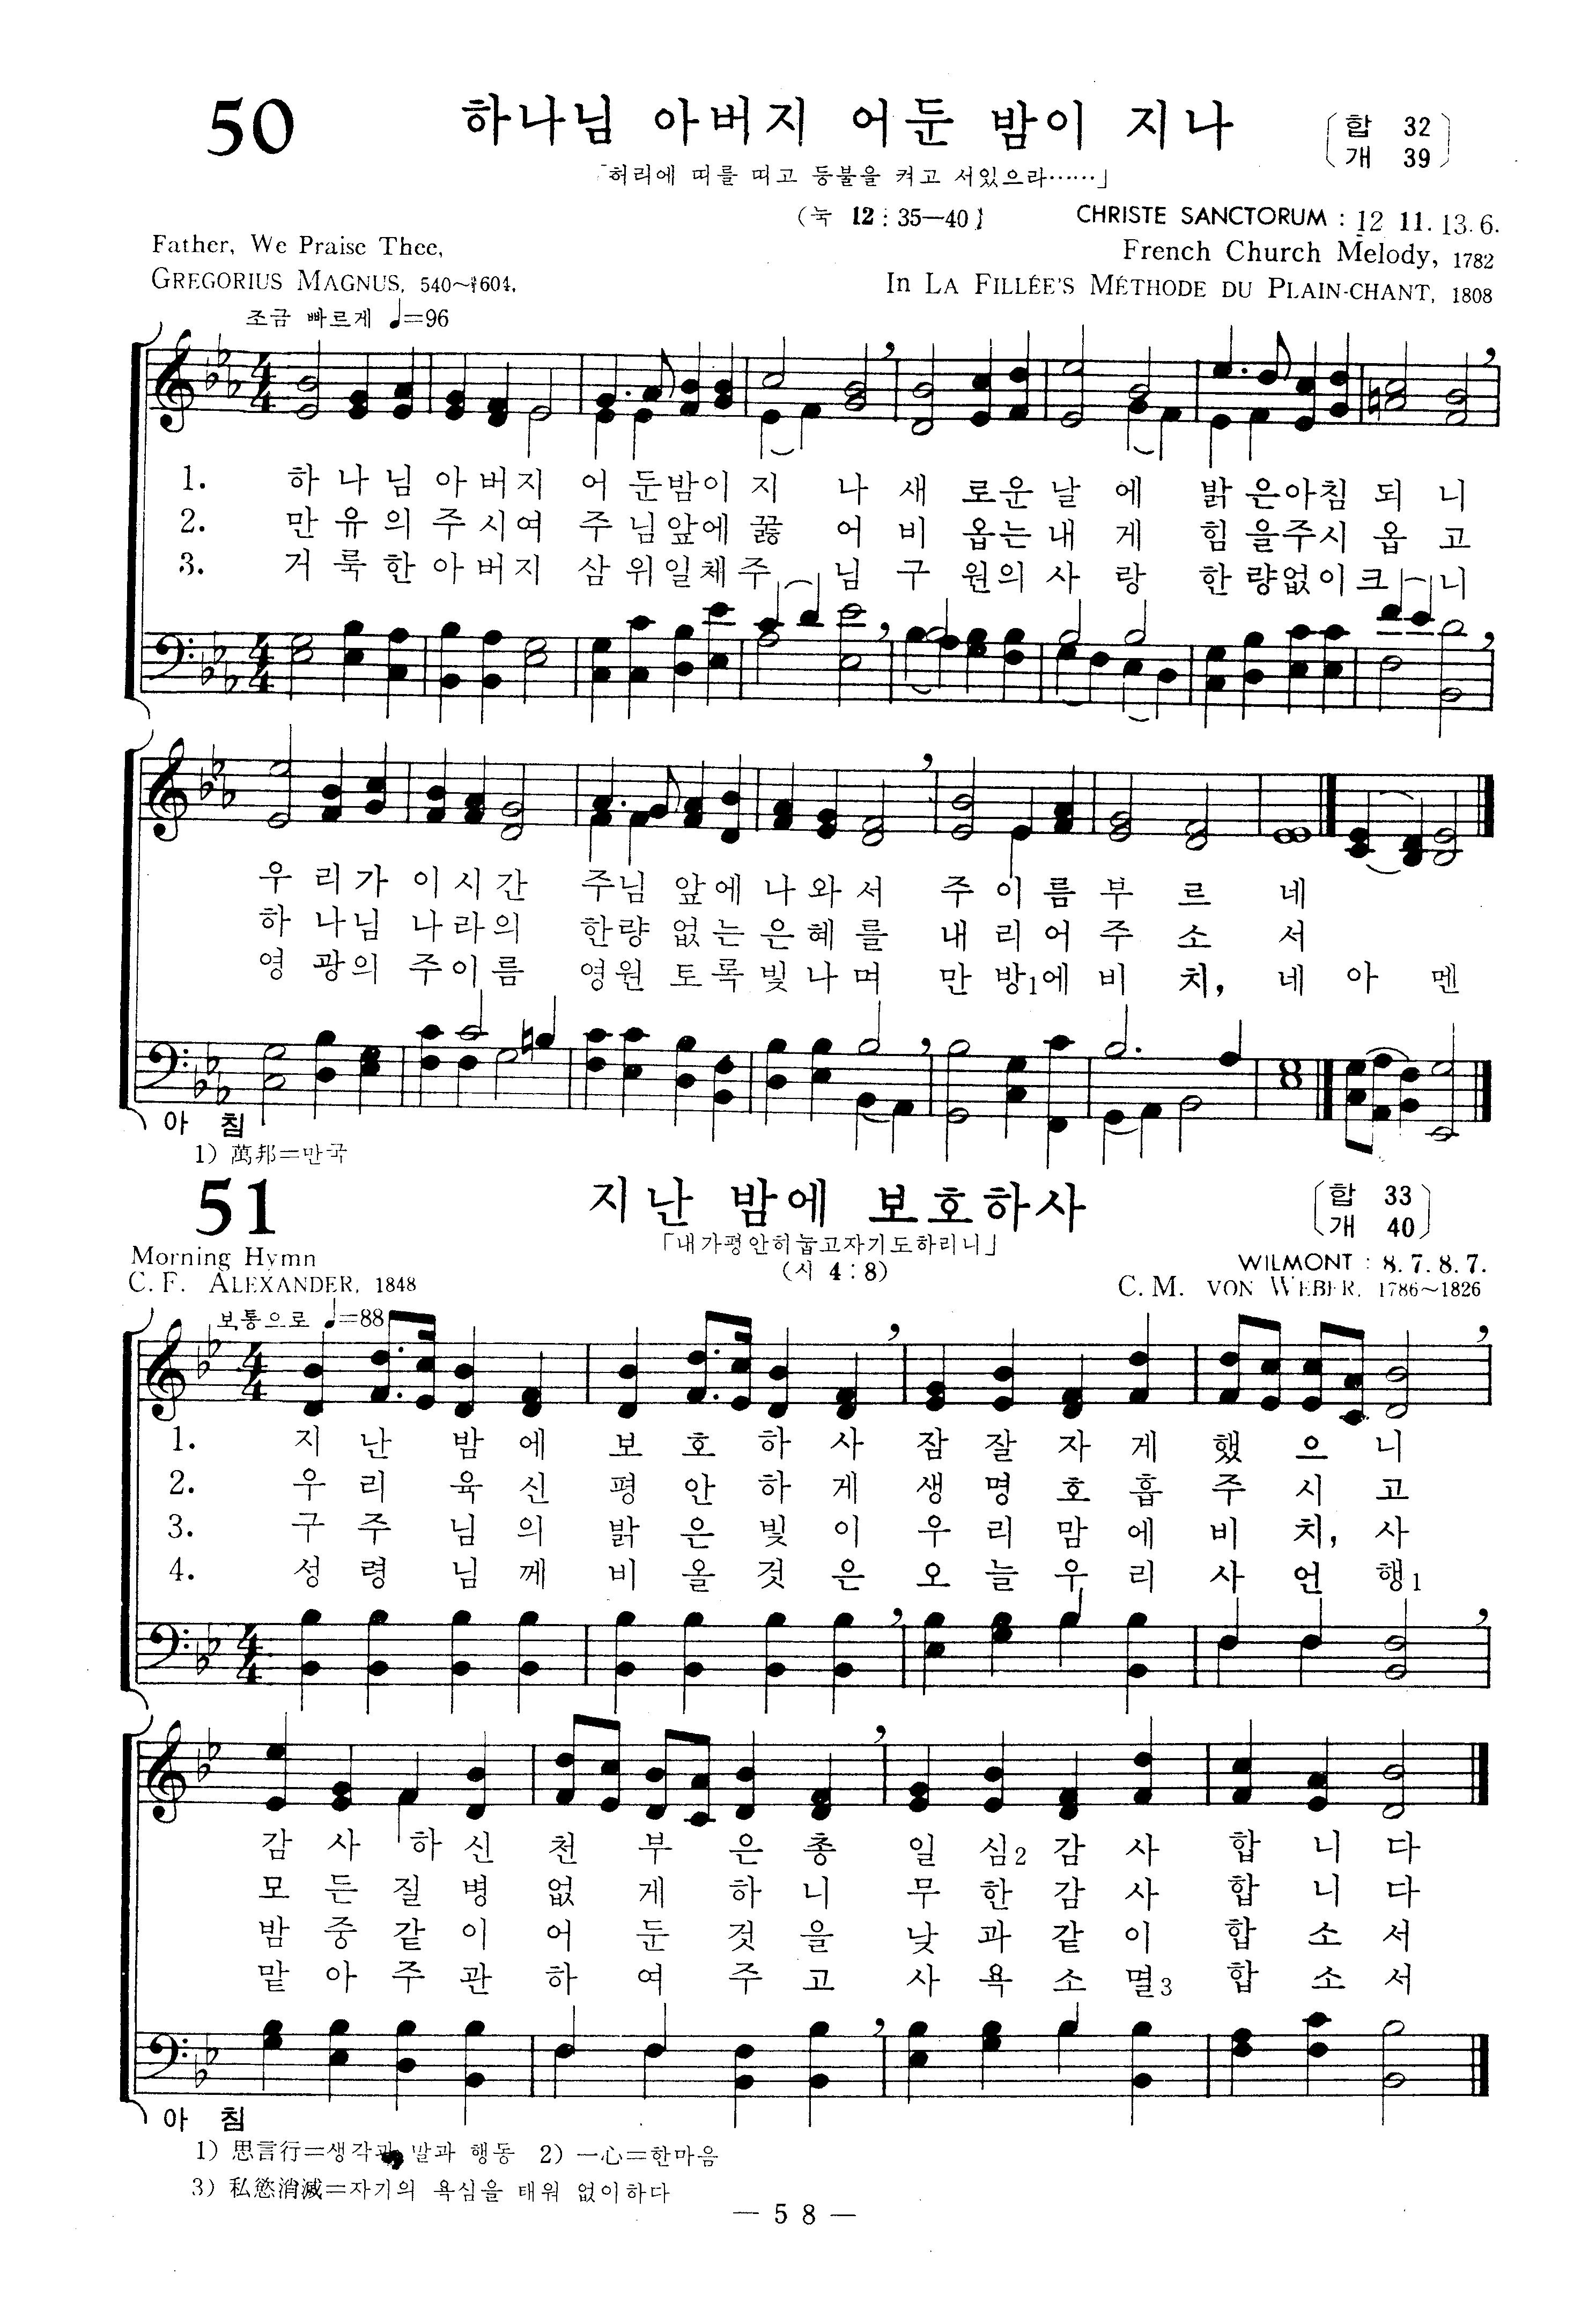 50
하나님 아버지 어둔 밤이 지나
합 32
개 39
「허리에 띠를 띠고 등불을 켜고 서있으라……」
(눅 12 : 35—40)
CHRISTE SANCTORUM : 12 11. 13. 6.
Father, We Praise Thee,
French Church Melody, 1782
GREGORIUS MAGNUS, 540~604.
In LA FILLÉE'S MÉTHODE DU PLAIN-CHANT, 1808
조금 빠르게 ♩=96
1. 하 나 님 아 버 지 어 둔 밤 이 지 나 새 로 운 날 에 밝 은 아 침 되 니
2. 만 유 의 주 시 여 주 님 앞 에 꿇 어 비 옵 는 내 게 힘 을 주 시 옵 고
3. 거 룩 한 아 버 지 삼 위 일 체 주 님 구 원 의 사 랑 한 량 없 이 크 니
우 리 가 이 시 간 주 님 앞 에 나 와 서 주 이 름 부 르 네
하 나 님 나 라 의 한 량 없 는 은 혜 를 내 리 어 주 소 서
영 광 의 주 이 름 영 원 토 록 빛 나 며 만 방1 에 비 치, 네 아 멘
아 침
1) 萬邦=만국
51
지난 밤에 보호하사
합 33
개 40
「내가평안히눕고자기도하리니」
(시 4 : 8)
Morning Hymn
WILMONT : 8. 7. 8. 7.
C. F. ALEXANDER, 1848
C. M. VON WEBER, 1786~1826
보통으로 ♩=88
1. 지 난 밤 에 보 호 하 사 잠 잘 자 게 했 으 니
2. 우 리 육 신 평 안 하 게 생 명 호 흡 주 시 고
3. 구 주 님 의 밝 은 빛 이 우 리 맘 에 비 치, 사
4. 성 령 님 께 비 올 것 은 오 늘 우 리 사 언 행1
감 사 하 신 천 부 은 총 일 심2 감 사 합 니 다
모 든 질 병 없 게 하 니 무 한 감 사 합 니 다
밤 중 같 이 어 둔 것 을 낮 과 같 이 합 소 서
맡 아 주 관 하 여 주 고 사 욕 소 멸3 합 소 서
아 침
1) 思言行=생각과 말과 행동 2) 一心=한마음
3) 私慾消滅=자기의 욕심을 태워 없이하다
— 5 8 —